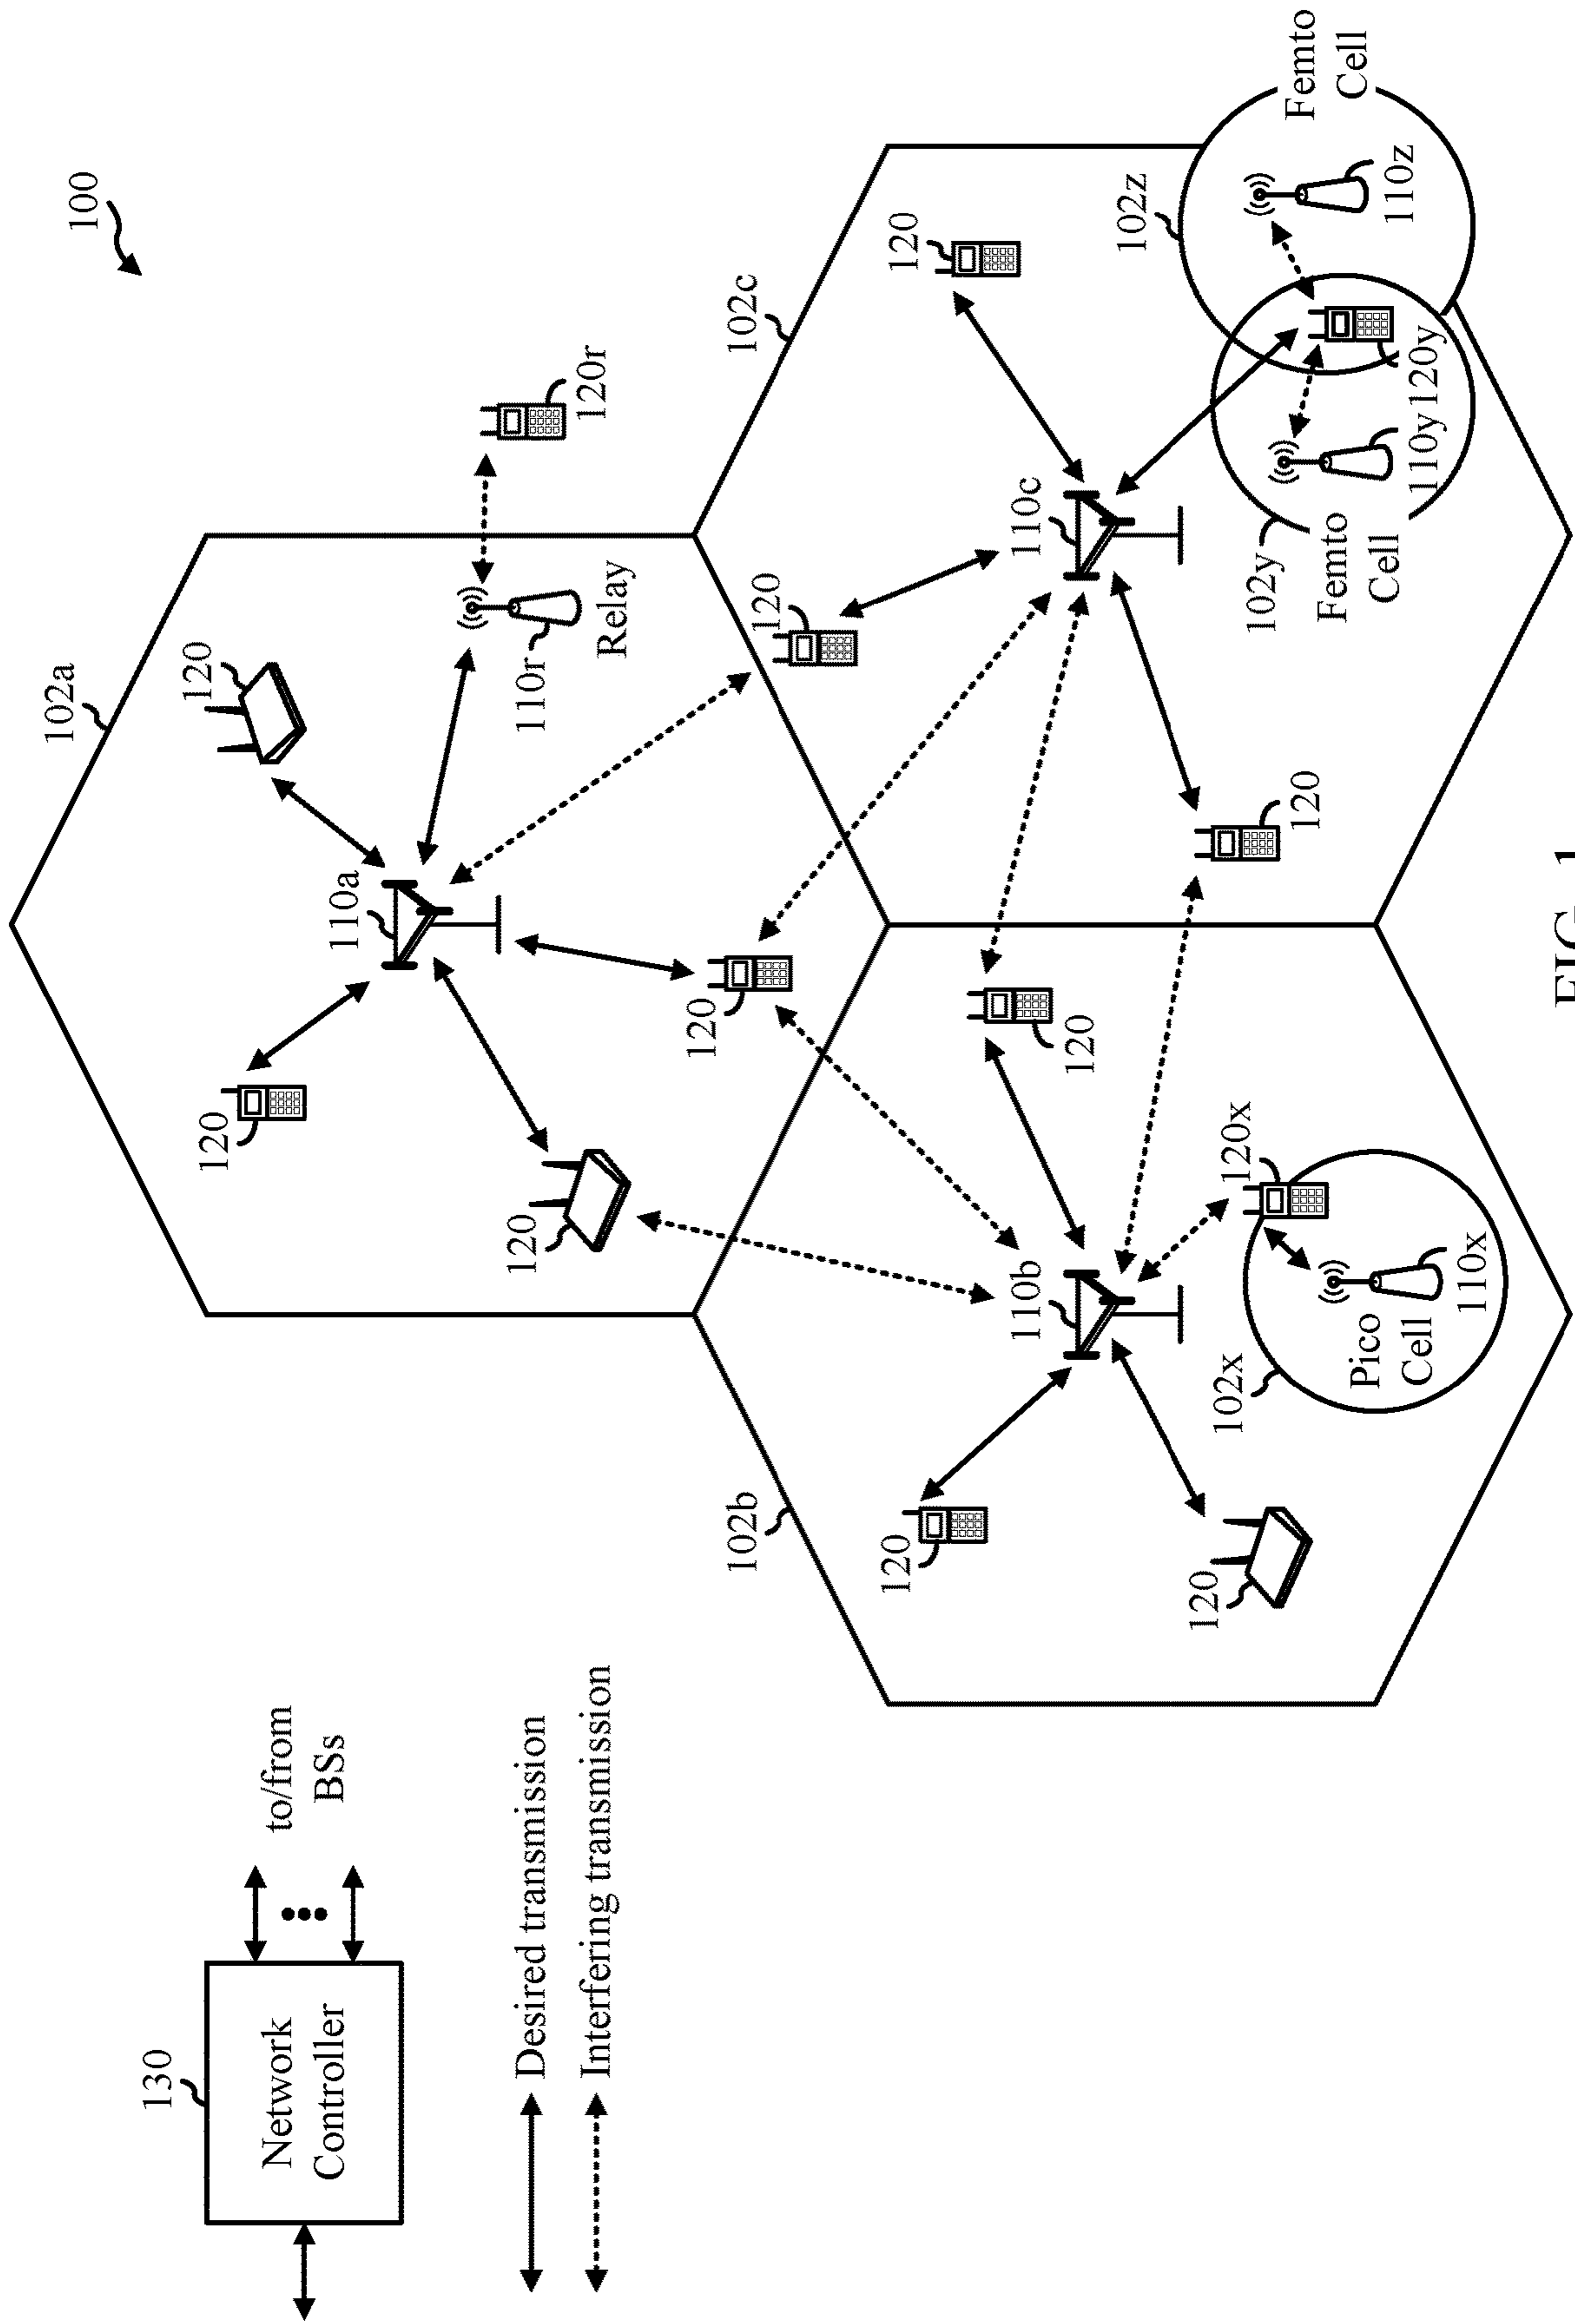 100
130
Network
Controller
to/from
BSs
Desired transmission
Interfering transmission
102a
120
120
110a
120
110r
Relay
120r
120
102b
120
110b
120
120
120x
102x
Pico
Cell
110x
102c
120
120
110c
120
102z
102y
Femto
Cell
110y
120y
110z
Femto
Cell